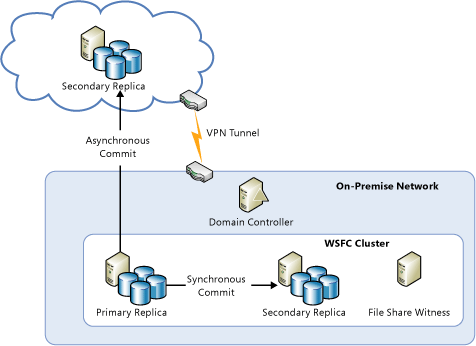 Secondary Replica
Asynchronous
Commit
VPN Tunnel
On-Premise Network
Domain Controller
WSFC Cluster
Synchronous
Commit
Primary Replica
Secondary Replica
File Share Witness